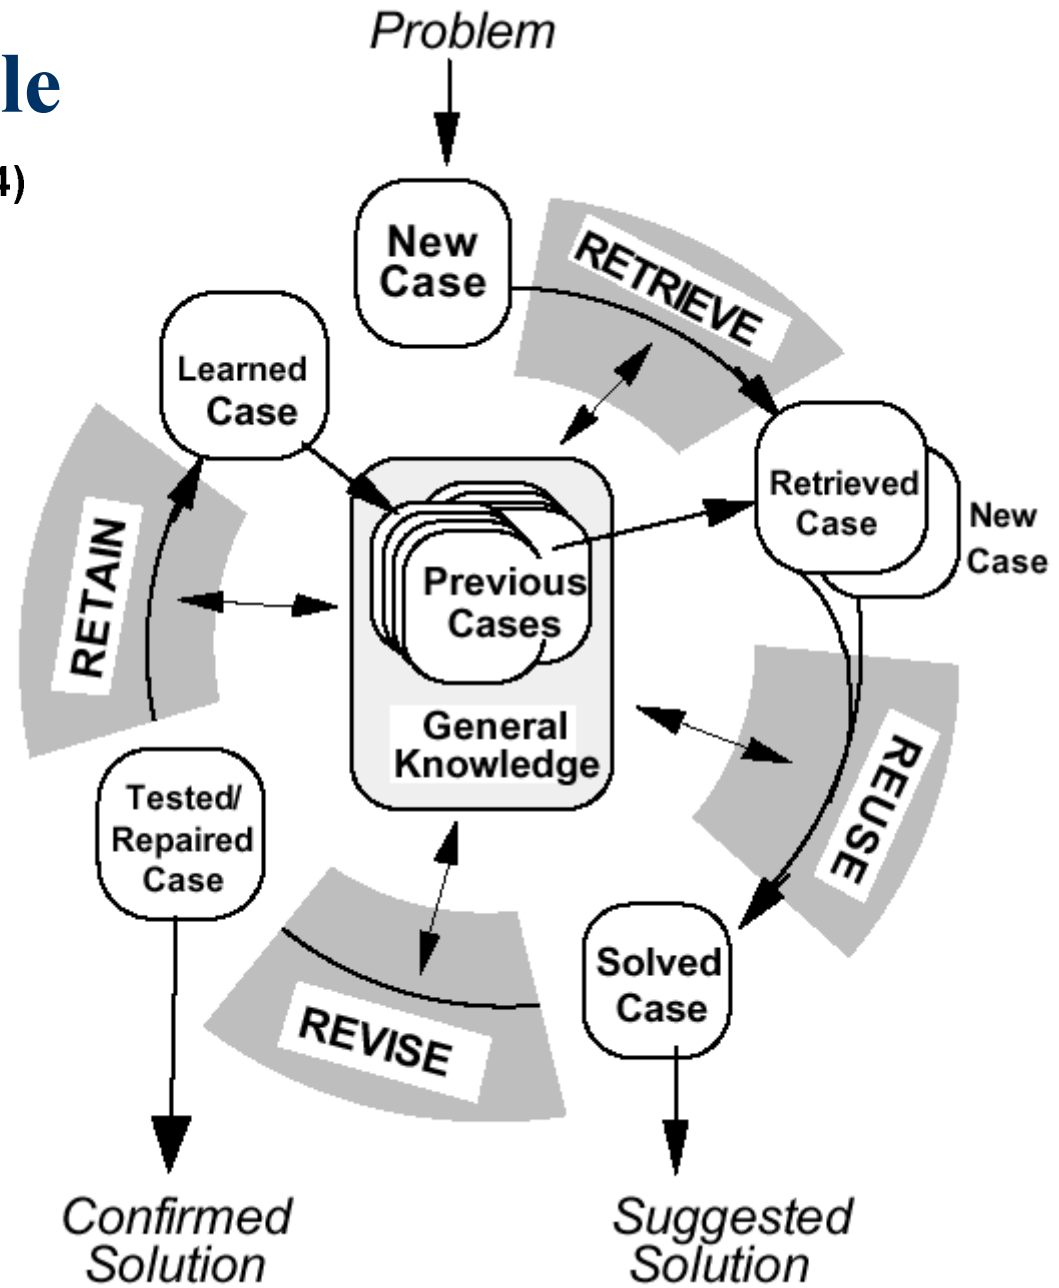 Problem
le
4)
New
Case
RETRIEVE
Learned
Case
Retrieved
Case
New
Case
RETAIN
Previous
Cases
General
Knowledge
REUSE
Tested/
Repaired
Case
Solved
Case
REVISE
Confirmed
Solution
Suggested
Solution